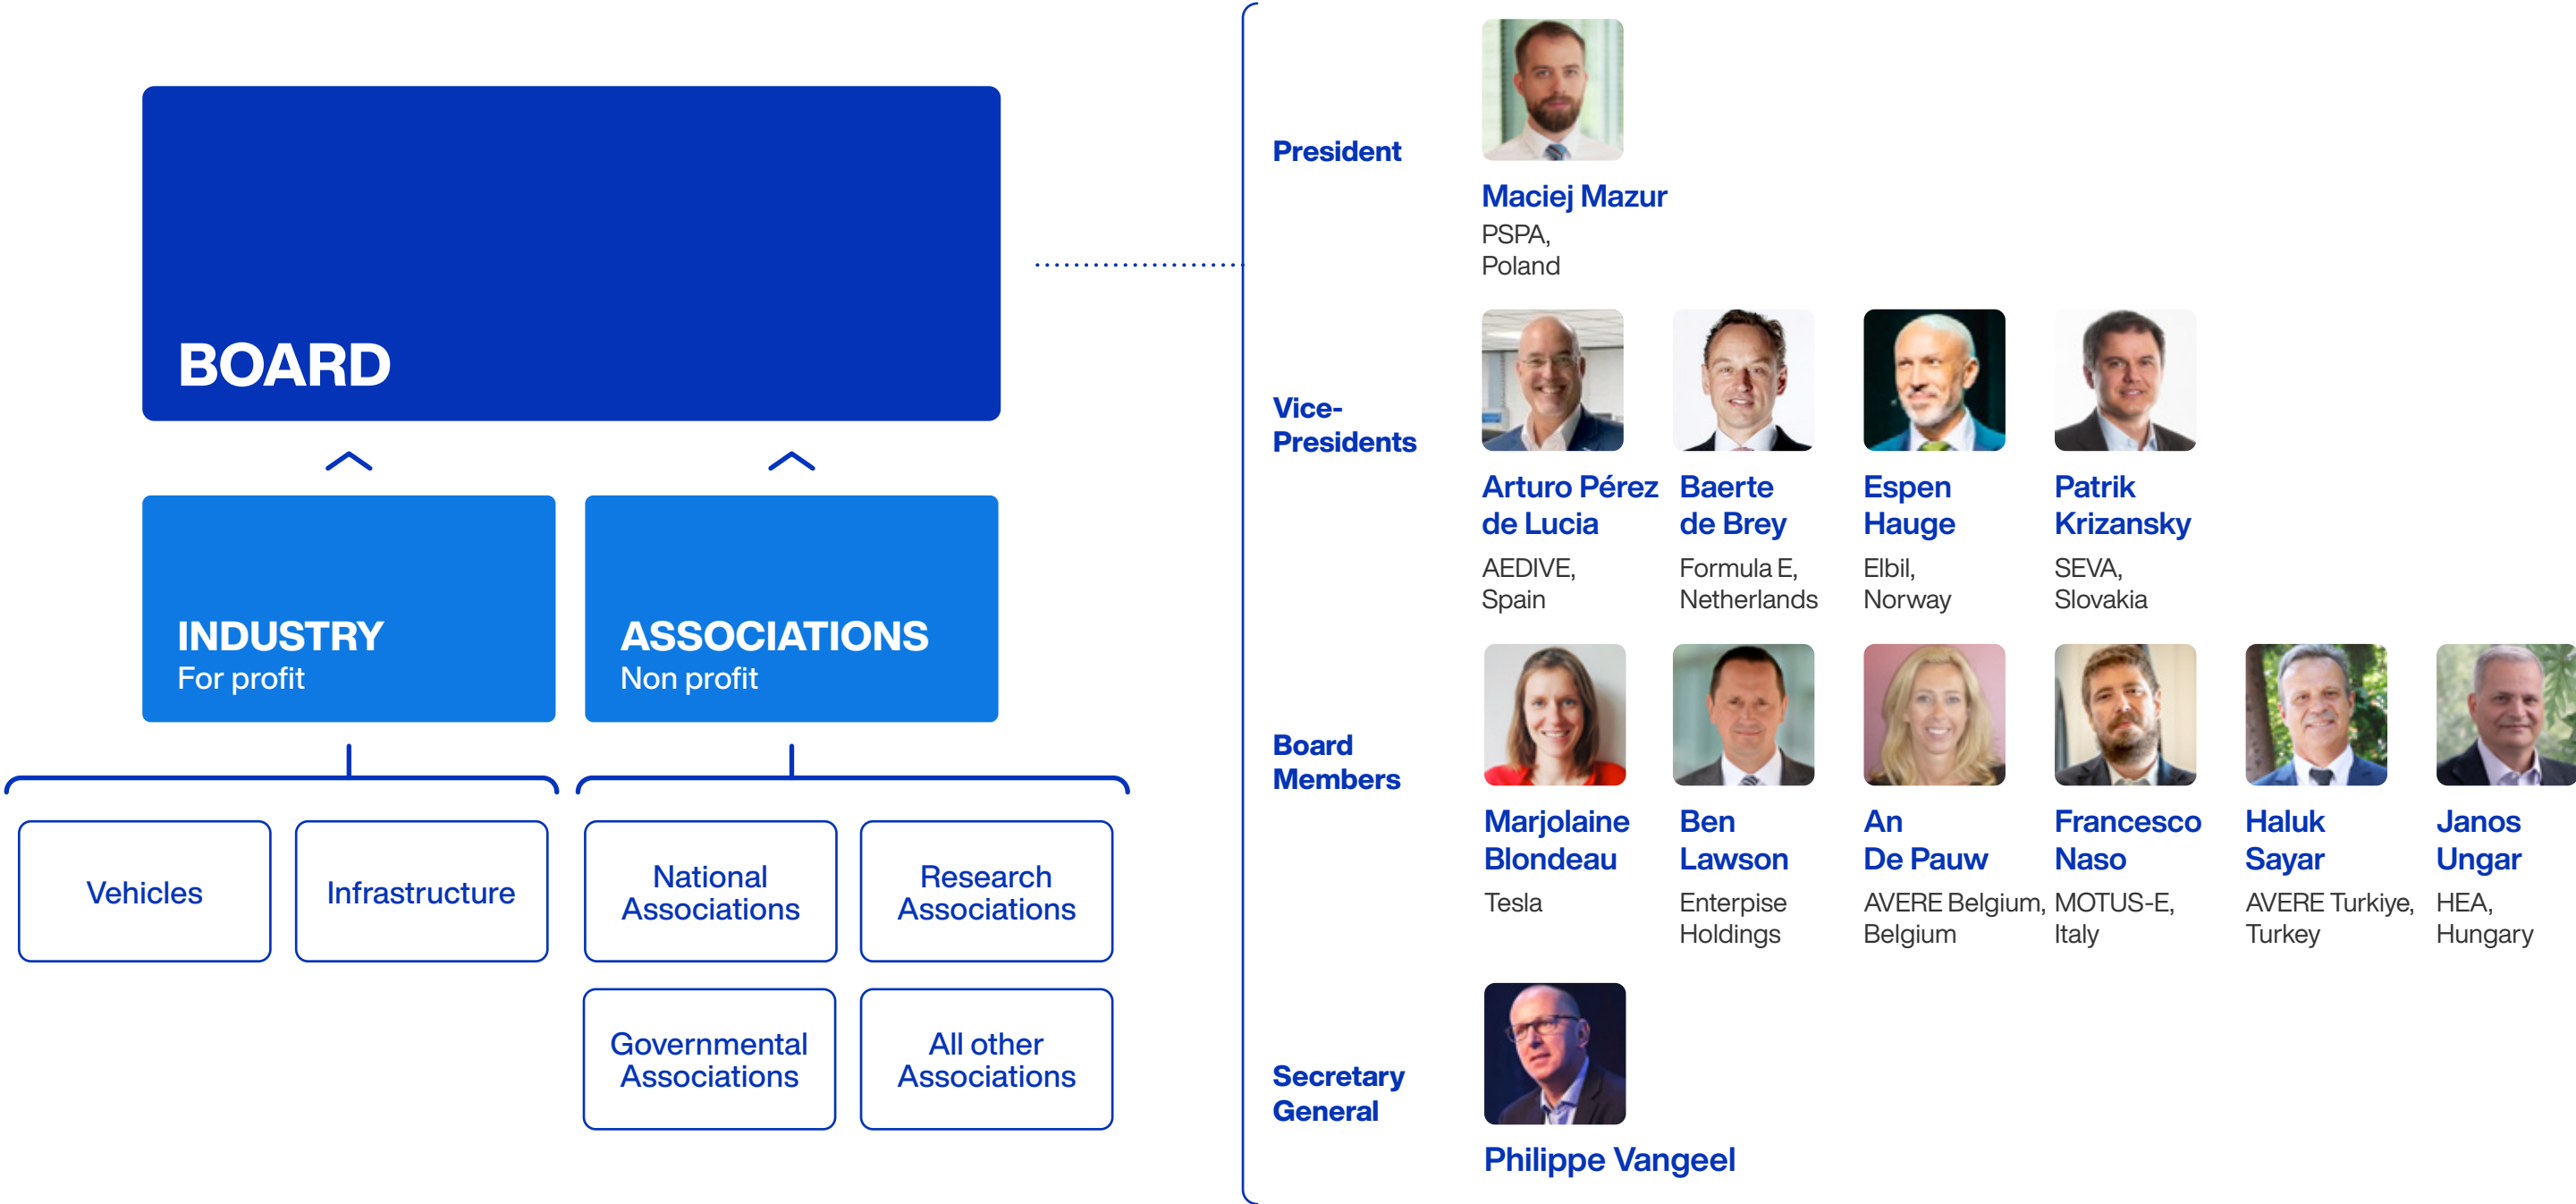 BOARD
INDUSTRY
For profit
ASSOCIATIONS
Non profit
Vehicles
Infrastructure
National
Associations
Research
Associations
Governmental
Associations
All other
Associations
President
Maciej Mazur
PSPA,
Poland
Vice-
Presidents
Arturo Pérez
de Lucia
AEDIVE,
Spain
Baerte
de Brey
Formula E,
Netherlands
Espen
Hauge
Elbil,
Norway
Patrik
Krizansky
SEVA,
Slovakia
Board
Members
Marjolaine
Blondeau
Tesla
Ben
Lawson
Enterpise
Holdings
An
De Pauw
AVERE Belgium,
Belgium
Francesco
Naso
MOTUS-E,
Italy
Haluk
Sayar
AVERE Turkiye,
Turkey
Janos
Ungar
HEA,
Hungary
Secretary
General
Philippe Vangeel